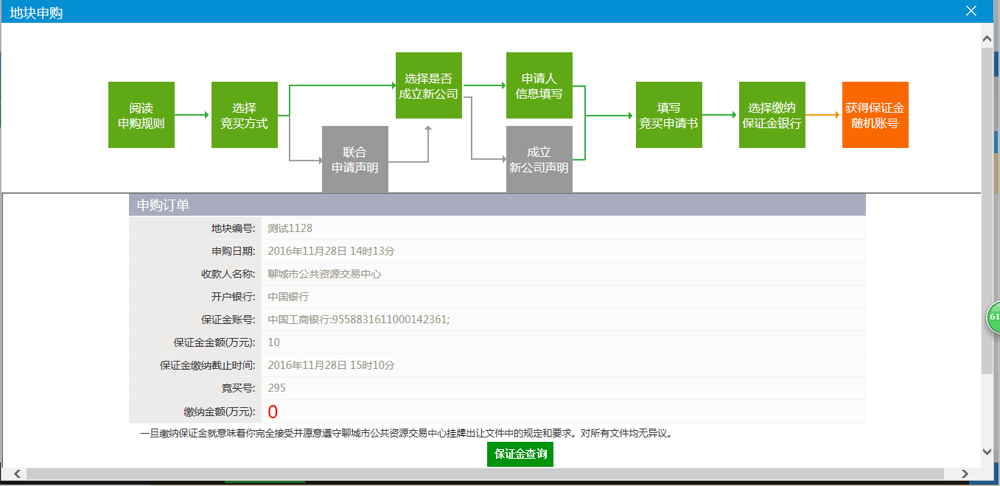 地块申购
阅读
申购规则
选择
竞买方式
联合
申请声明
选择是否
成立新公司
申请人
信息填写
成立
新公司声明
填写
竞买申请书
选择缴纳
保证金银行
获得保证金
随机账号
申购订单
地块编号: 测试1128
申购日期: 2016年11月28日 14时13分
收款人名称: 聊城市公共资源交易中心
开户银行: 中国银行
保证金账号: 中国工商银行:9558831611000142361;
保证金金额(万元): 10
保证金缴纳截止时间: 2016年11月28日 15时10分
竞买号: 295
缴纳金额(万元): 0
一旦缴纳保证金就意味着你完全接受并愿意遵守聊城市公共资源交易中心挂牌出让文件中的规定和要求。对所有文件均无异议。
保证金查询
61